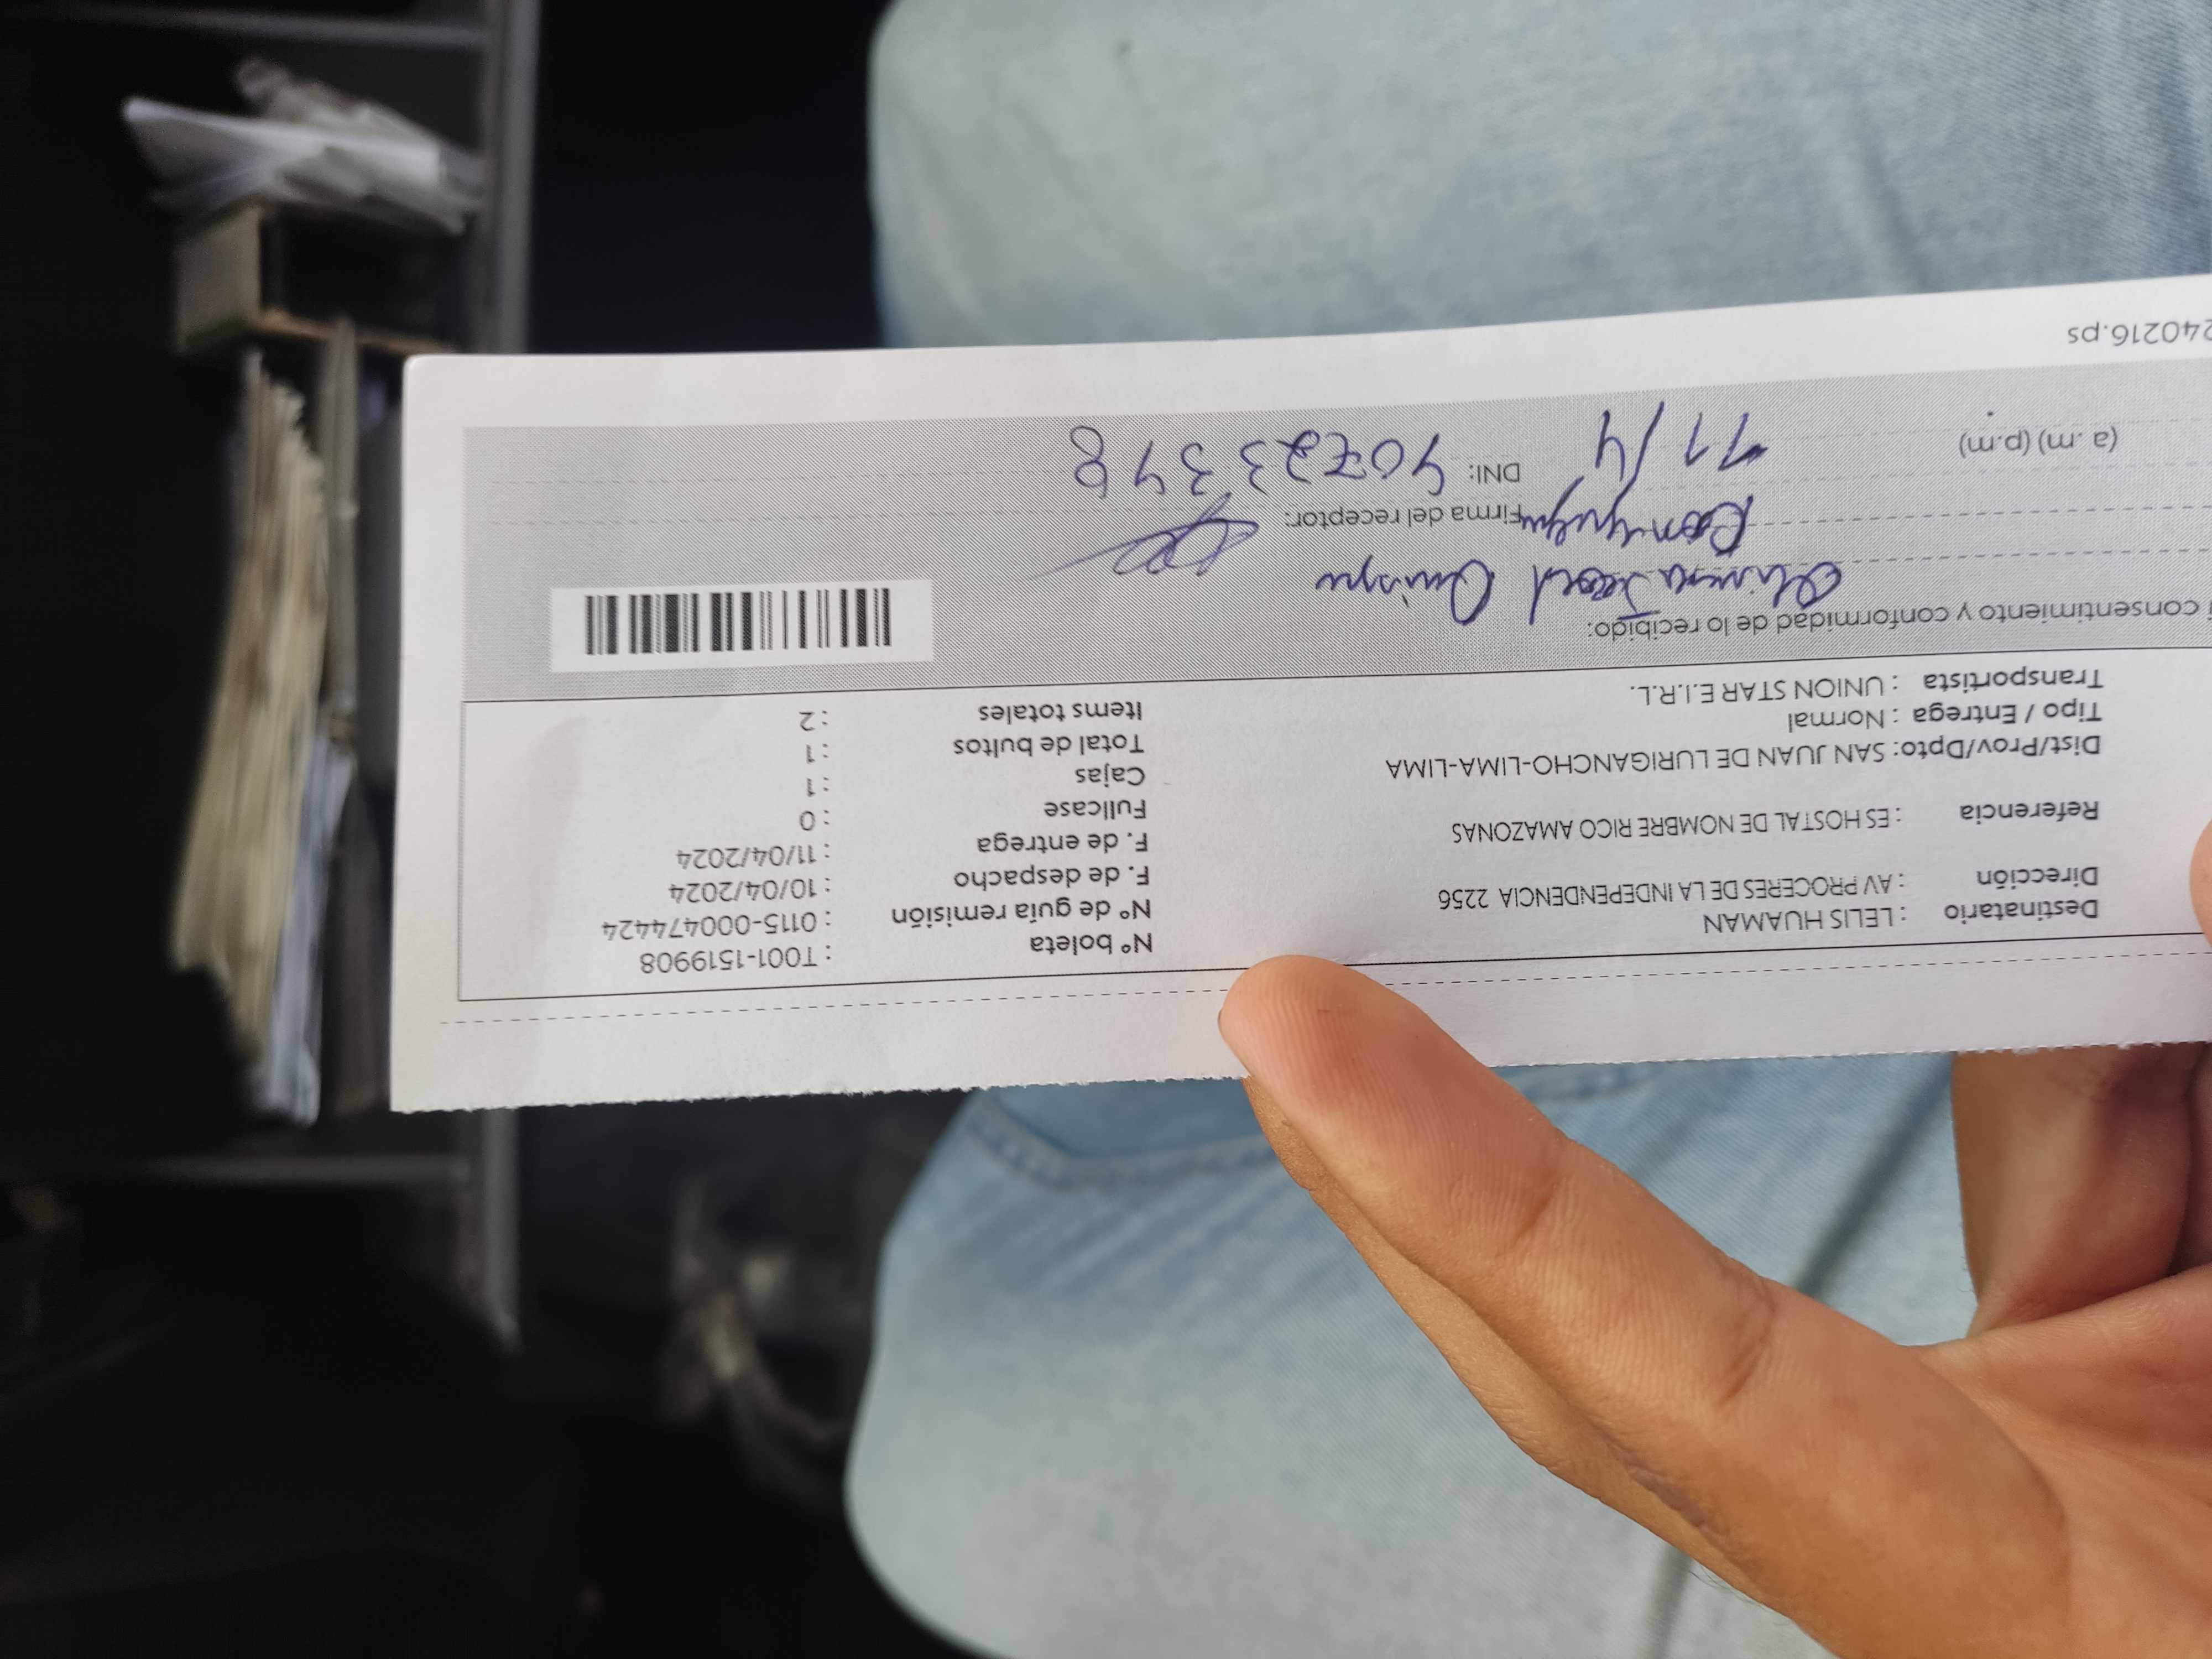 Destinatario : LELIS HUAMAN
Dirección : AV PROCERES DE LA INDEPENDENCIA 2256
Referencia : ES HOSTAL DE NOMBRE RICO AMAZONAS
Dist/Prov/Dpto: SAN JUAN DE LURIGANCHO-LIMA-LIMA
Tipo / Entrega : Normal
Transportista : UNION STAR E.I.R.L.
N° boleta : T001-1519908
N° de guía remisión : 0115-000474424
F. de despacho : 10/04/2024
F. de entrega : 11/04/2024
Fullcase : 0
Cajas : 1
Total de bultos : 1
Items totales : 2
consentimiento y conformidad de lo recibido:
Quispe
Firma del receptor:
(a .m) (p.m) 11/4 DNI: 40723348
240216.ps